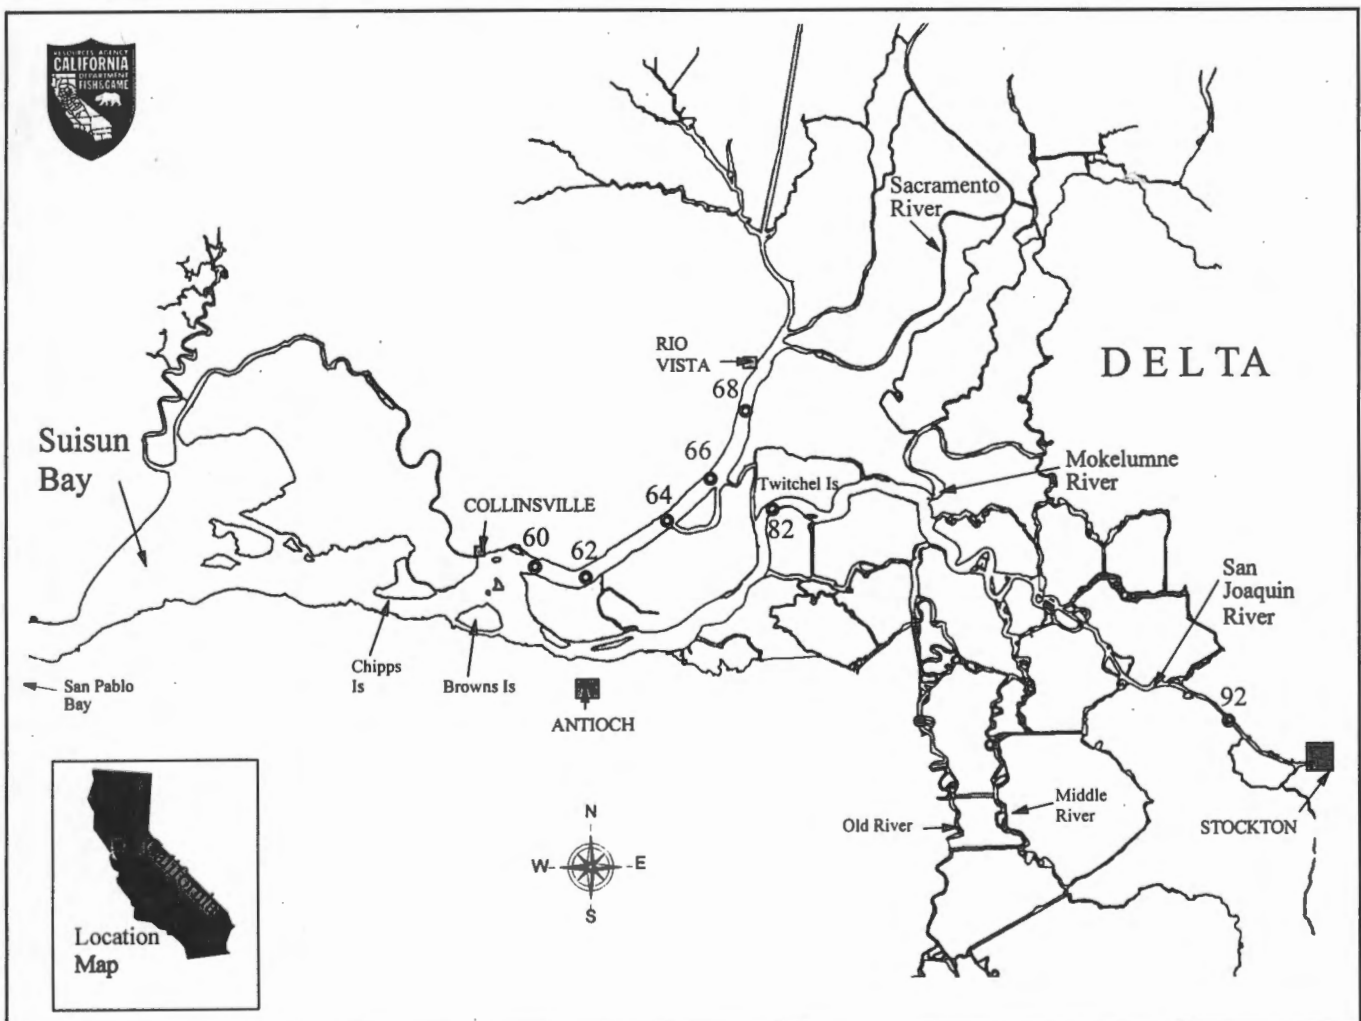 RESOURCES AGENCY
CALIFORNIA
DEPARTMENT
FISH&GAME
Sacramento
River
RIO
VISTA
DELTA
68
Suisun
Bay
66
Mokelumne
River
Twitchel Is
64
COLLINSVILLE
60
62
82
San
Joaquin
River
Chipps
Is
Browns Is
San Pablo
Bay
92
ANTIOCH
Middle
River
Old River
STOCKTON
N
W
E
S
California
Location
Map